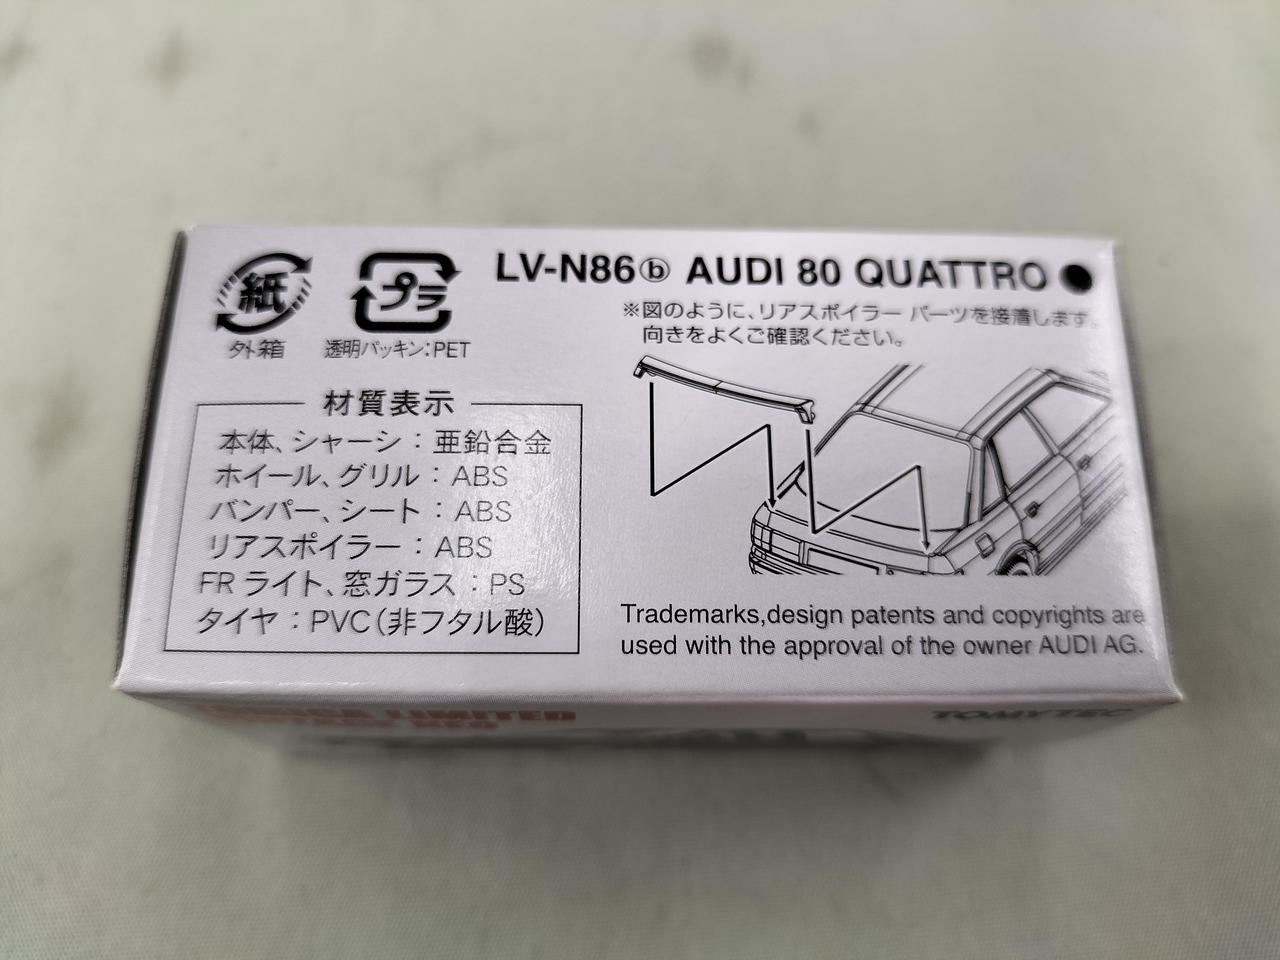 LV-N86ⓑ AUDI 80 QUATTRO ●
紙
外箱
プラ
透明パッキン：PET
※図のように、リアスポイラー パーツを接着します。
向きをよくご確認ください。
材質表示
本体、シャーシ：亜鉛合金
ホイール、グリル：ABS
バンパー、シート：ABS
リアスポイラー：ABS
FRライト、窓ガラス：PS
タイヤ：PVC（非フタル酸）
Trademarks,design patents and copyrights are
used with the approval of the owner AUDI AG.
LIMITED
TOMYTEC